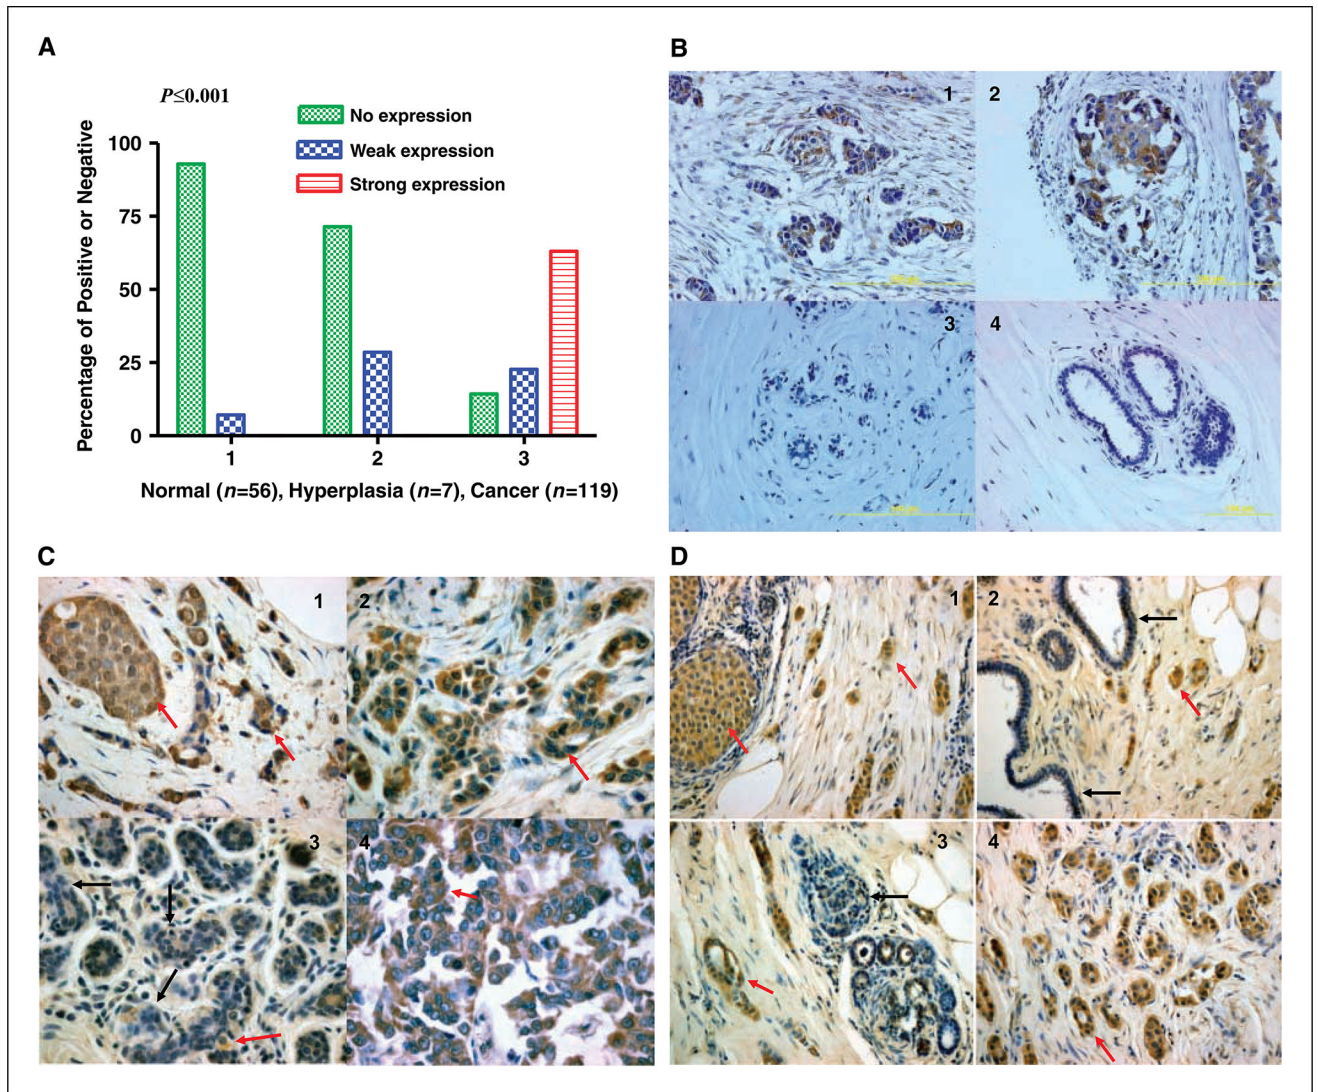 A
P≤0.001
No expression
Weak expression
Strong expression
Percentage of Positive or Negative
100
75
50
25
0
1
2
3
Normal (n=56), Hyperplasia (n=7), Cancer (n=119)
B
1
2
3
4
C
1
2
3
4
D
1
2
3
4